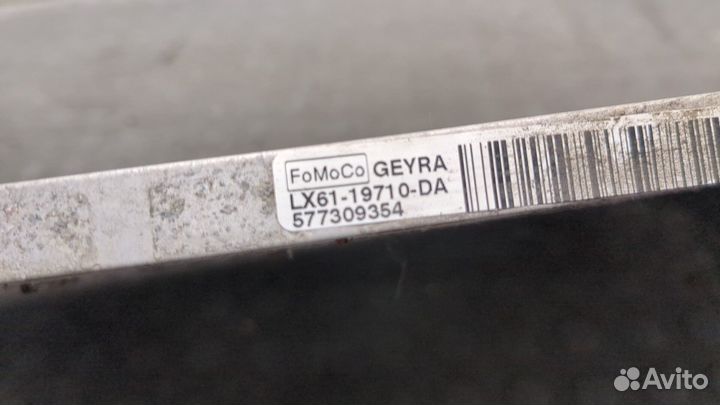 FoMoCo GEYRA
LX61-19710-DA
577309354
Avito